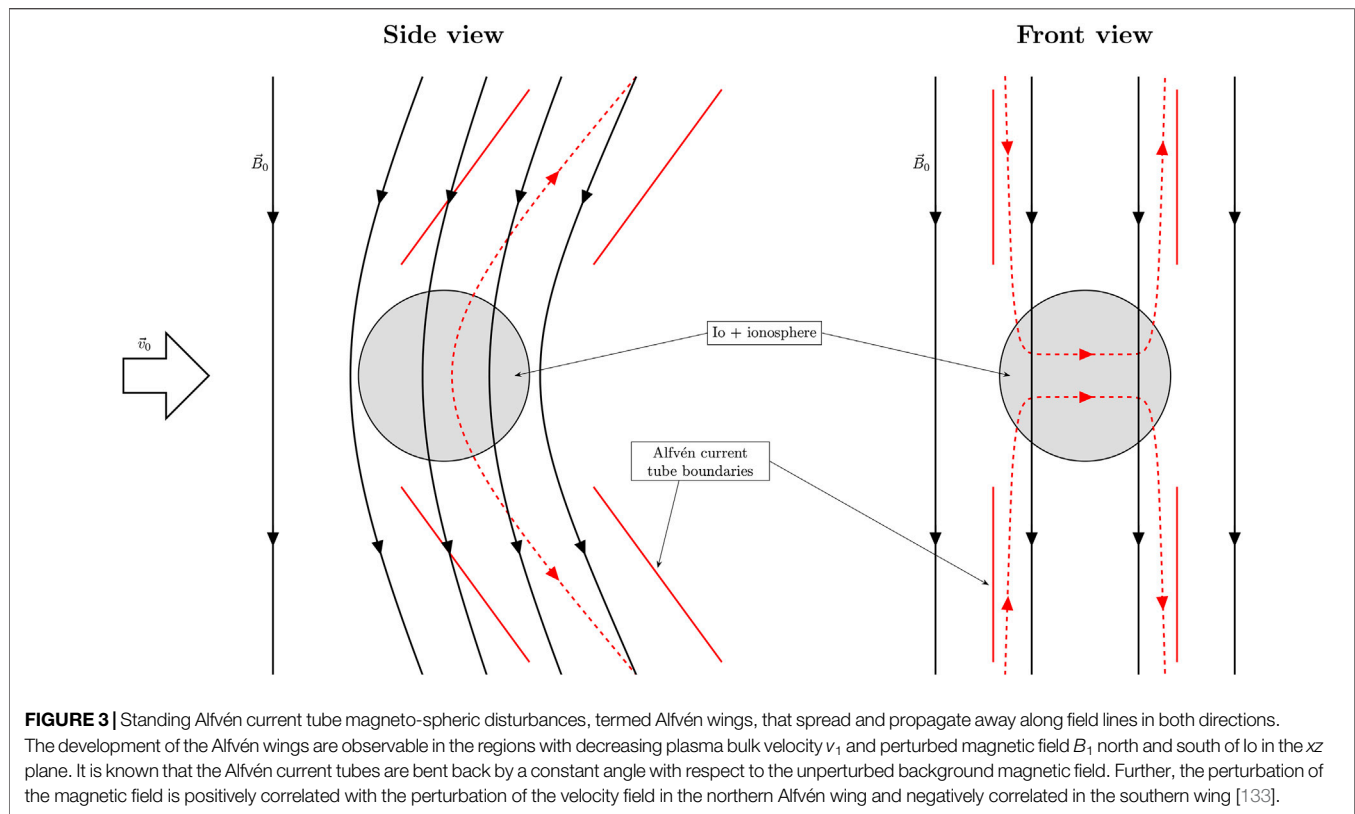 Side view
Front view
B⃗₀
B⃗₀
v⃗₀
Io + ionosphere
Alfvén current
tube boundaries
FIGURE 3 | Standing Alfvén current tube magneto-spheric disturbances, termed Alfvén wings, that spread and propagate away along field lines in both directions.
The development of the Alfvén wings are observable in the regions with decreasing plasma bulk velocity v₁ and perturbed magnetic field B₁ north and south of Io in the xz
plane. It is known that the Alfvén current tubes are bent back by a constant angle with respect to the unperturbed background magnetic field. Further, the perturbation of
the magnetic field is positively correlated with the perturbation of the velocity field in the northern Alfvén wing and negatively correlated in the southern wing [133].